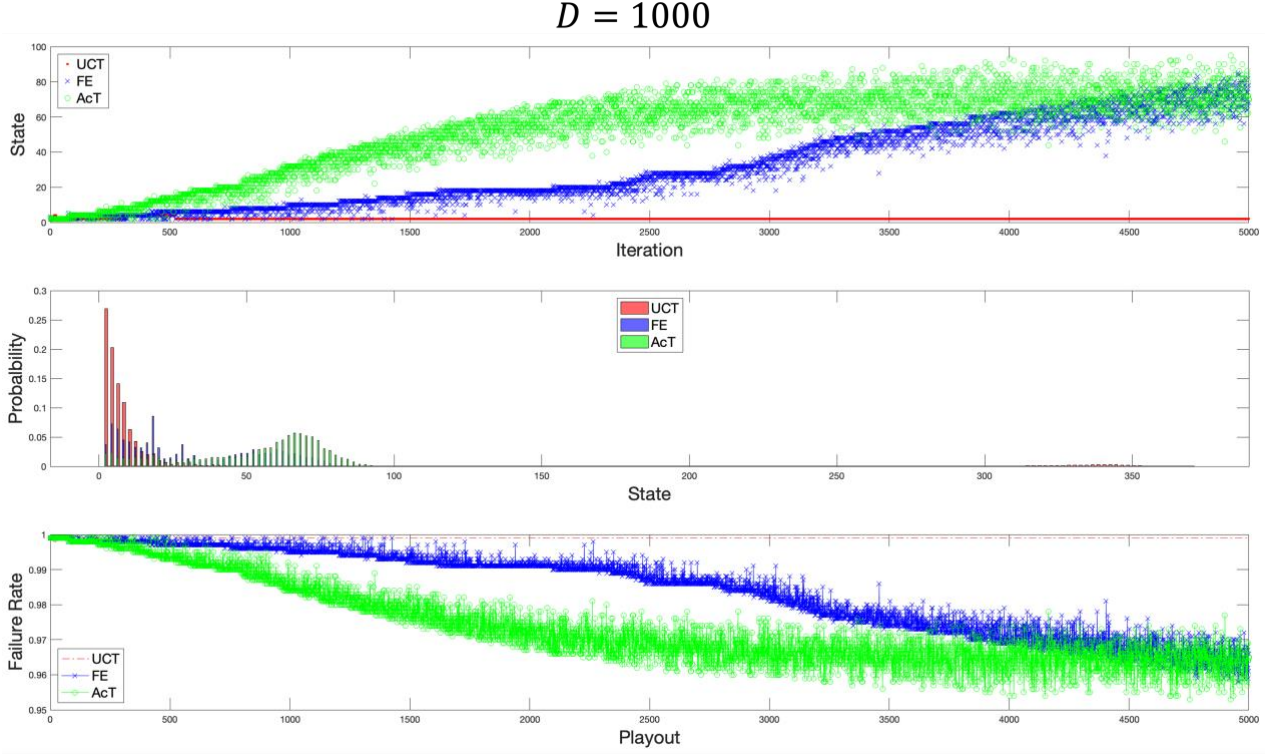 D = 1000
100
80
60
40
20
0
State
UCT
FE
AcT
0 500 1000 1500 2000 2500 3000 3500 4000 4500 5000
Iteration
0.3
0.25
0.2
0.15
0.1
0.05
0
Probalbility
UCT
FE
AcT
0 50 100 150 200 250 300 350
State
1
0.99
0.98
0.97
0.96
0.95
Failure Rate
UCT
FE
AcT
0 500 1000 1500 2000 2500 3000 3500 4000 4500 5000
Playout